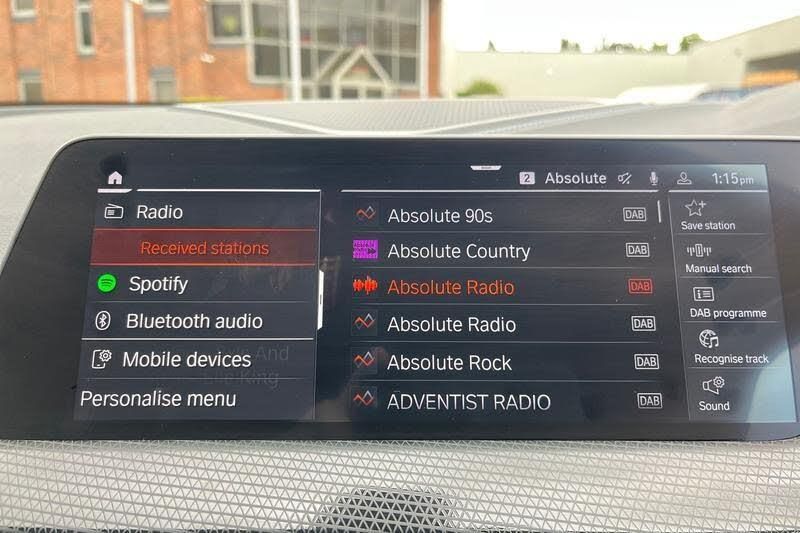 2 Absolute 1:15pm
Radio
Received stations
Spotify
Bluetooth audio
Mobile devices
Personalise menu
Absolute 90s DAB
Absolute Country DAB
Absolute Radio DAB
Absolute Radio DAB
Absolute Rock DAB
ADVENTIST RADIO DAB
Save station
Manual search
DAB programme
Recognise track
Sound